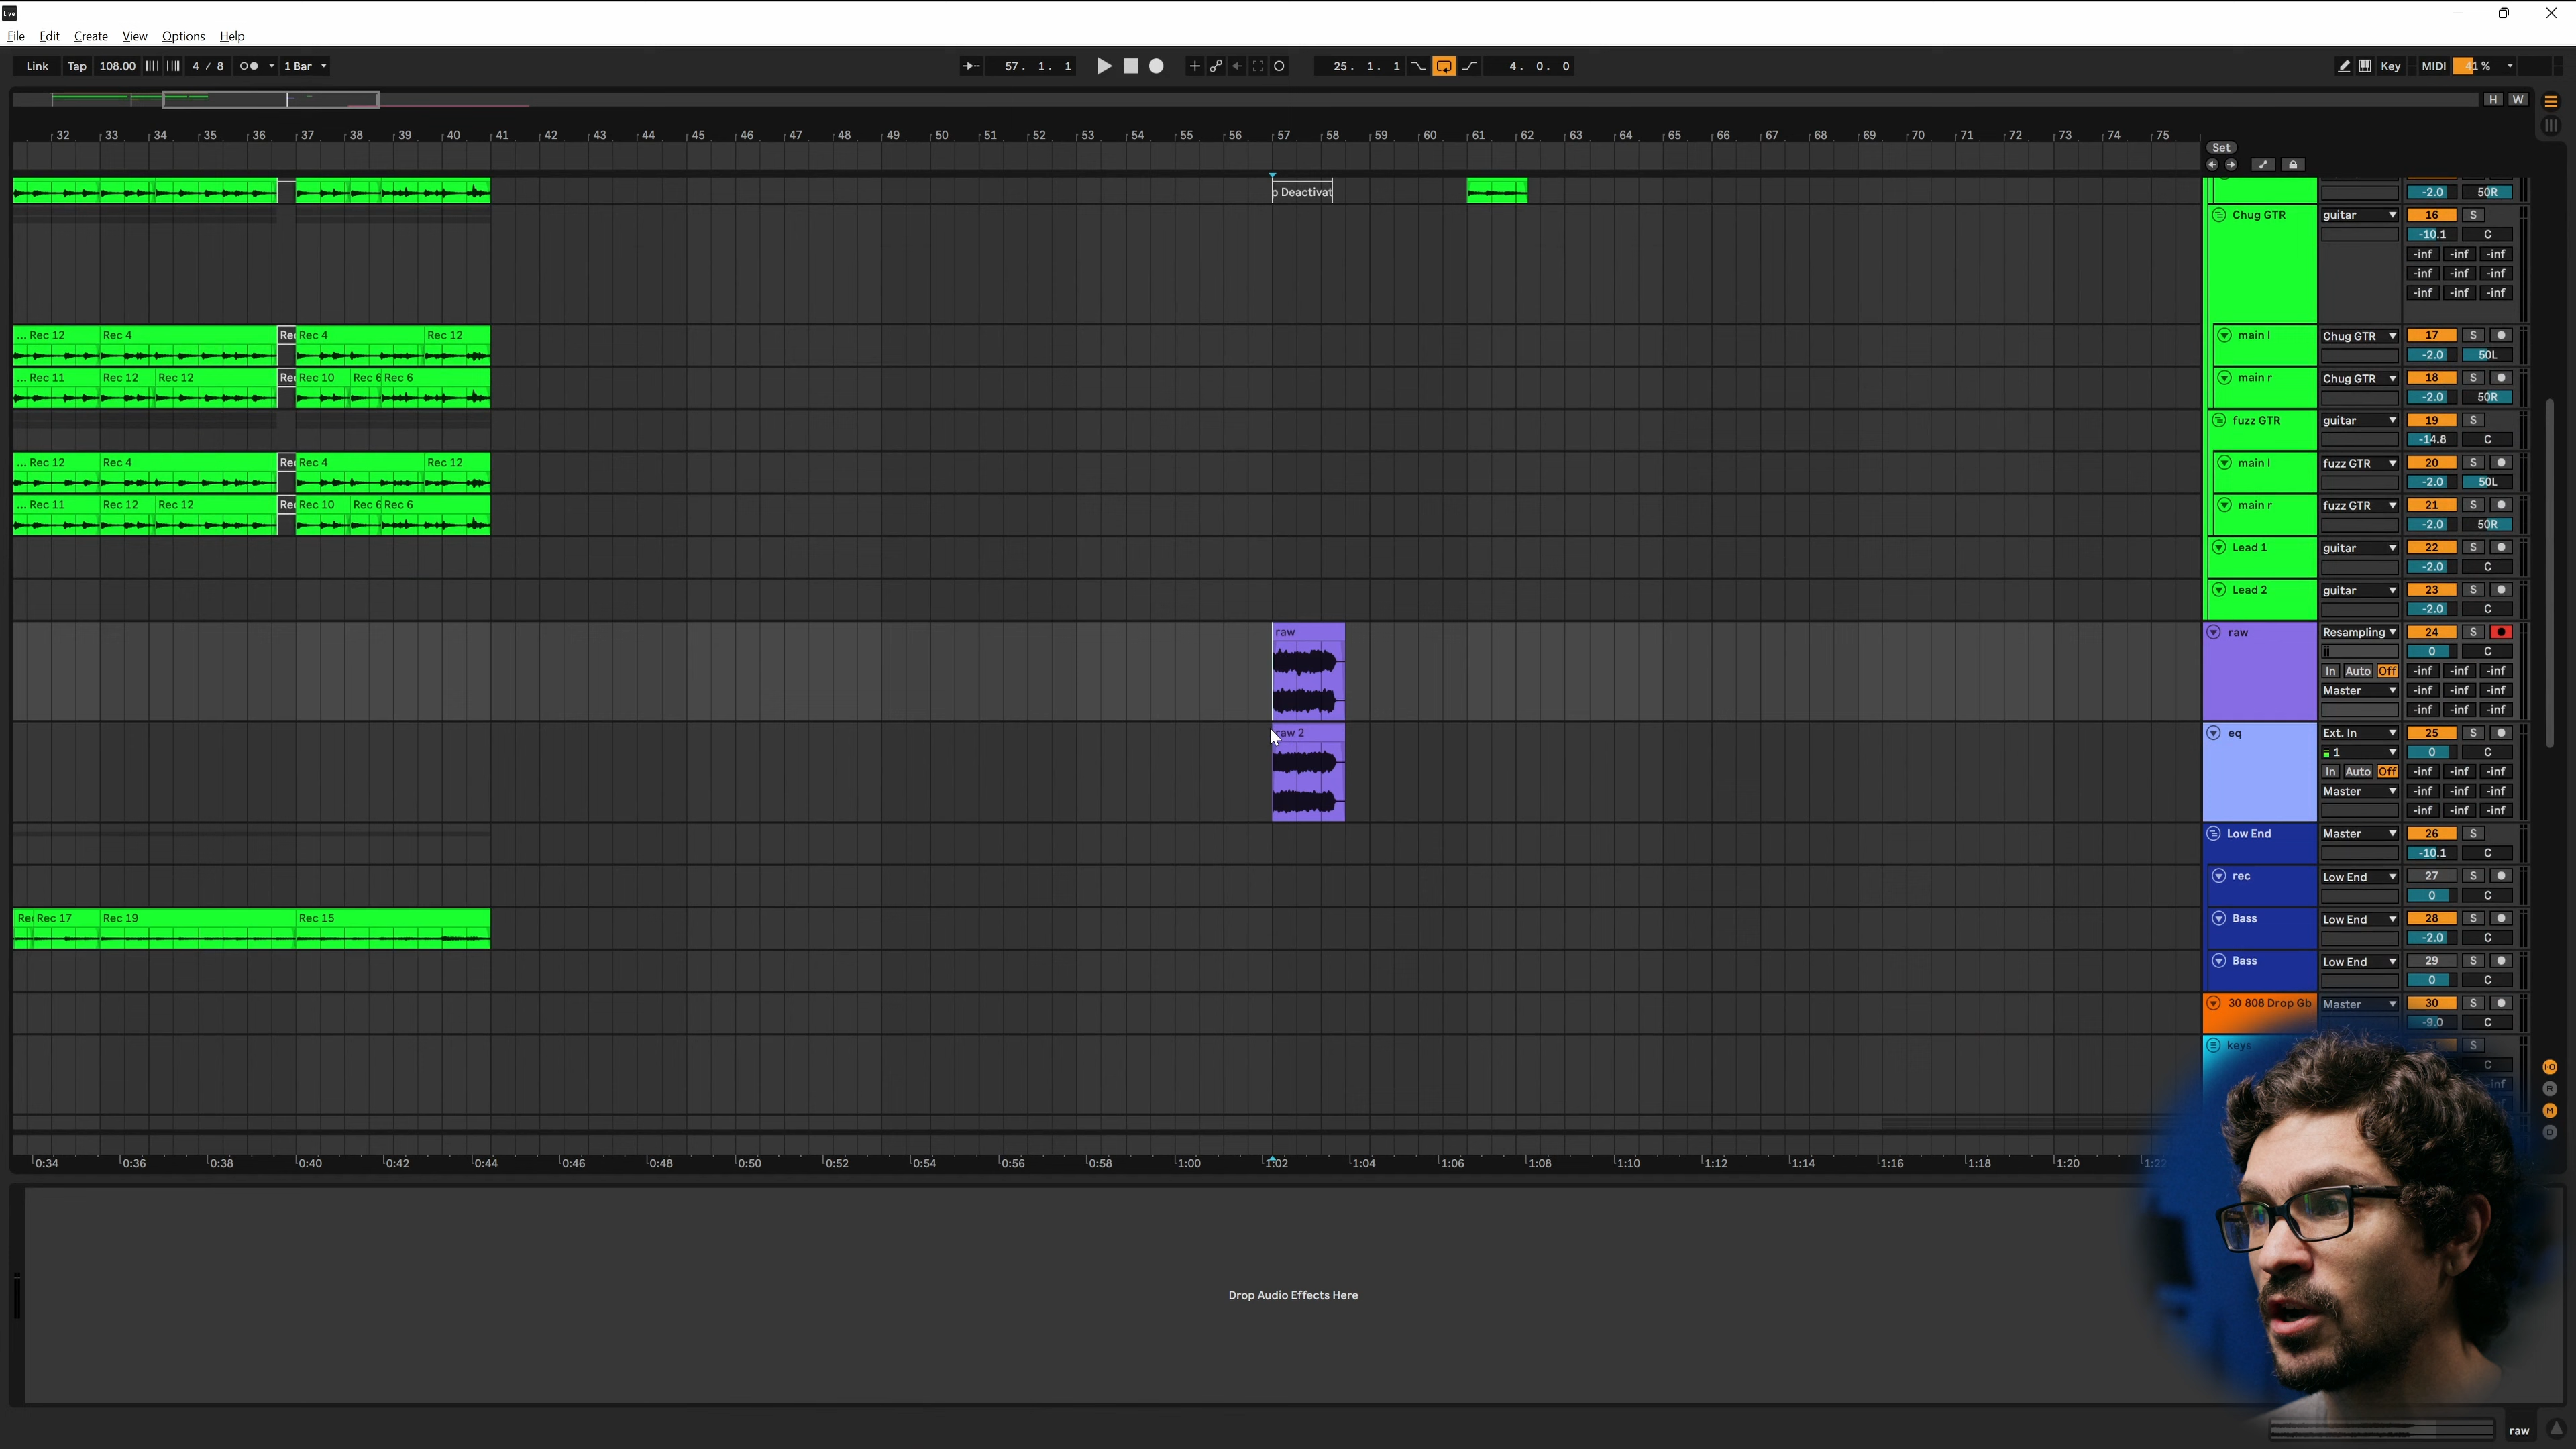 Live
File Edit Create View Options Help
Link Tap 108.00 4 / 8 1 Bar 57. 1. 1 25. 1. 1 4. 0. 0 Key MIDI 41 %
H W
32 33 34 35 36 37 38 39 40 41 42 43 44 45 46 47 48 49 50 51 52 53 54 55 56 57 58 59 60 61 62 63 64 65 66 67 68 69 70 71 72 73 74 75
Set
p Deactivat -2.0 50R
Chug GTR guitar 16 S
-10.1 C
-inf -inf -inf
-inf -inf -inf
-inf -inf -inf
... Rec 12 Rec 4 Rec Rec 4 Rec 12 main l Chug GTR 17 S
-2.0 50L
... Rec 11 Rec 12 Rec 12 Rec Rec 10 Rec 6 Rec 6 main r Chug GTR 18 S
-2.0 50R
fuzz GTR guitar 19 S
-14.8 C
... Rec 12 Rec 4 Rec Rec 4 Rec 12 main l fuzz GTR 20 S
-2.0 50L
... Rec 11 Rec 12 Rec 12 Rec Rec 10 Rec 6 Rec 6 main r fuzz GTR 21 S
-2.0 50R
Lead 1 guitar 22 S
-2.0 C
Lead 2 guitar 23 S
-2.0 C
raw raw Resampling 24 S
0 C
In Auto Off -inf -inf -inf
Master -inf -inf -inf
-inf -inf -inf
raw 2 eq Ext. In 25 S
1 0 C
In Auto Off -inf -inf -inf
Master -inf -inf -inf
-inf -inf -inf
Low End Master 26 S
-10.1 C
rec Low End 27 S
0 C
Rec Rec 17 Rec 19 Rec 15 Bass Low End 28 S
-2.0 C
Bass Low End 29 S
0 C
30 808 Drop Gb Master 30 S
-9.0 C
keys S
C
-inf
I·O
R
M
D
0:34 0:36 0:38 0:40 0:42 0:44 0:46 0:48 0:50 0:52 0:54 0:56 0:58 1:00 1:02 1:04 1:06 1:08 1:10 1:12 1:14 1:16 1:18 1:20 1:22
Drop Audio Effects Here
raw